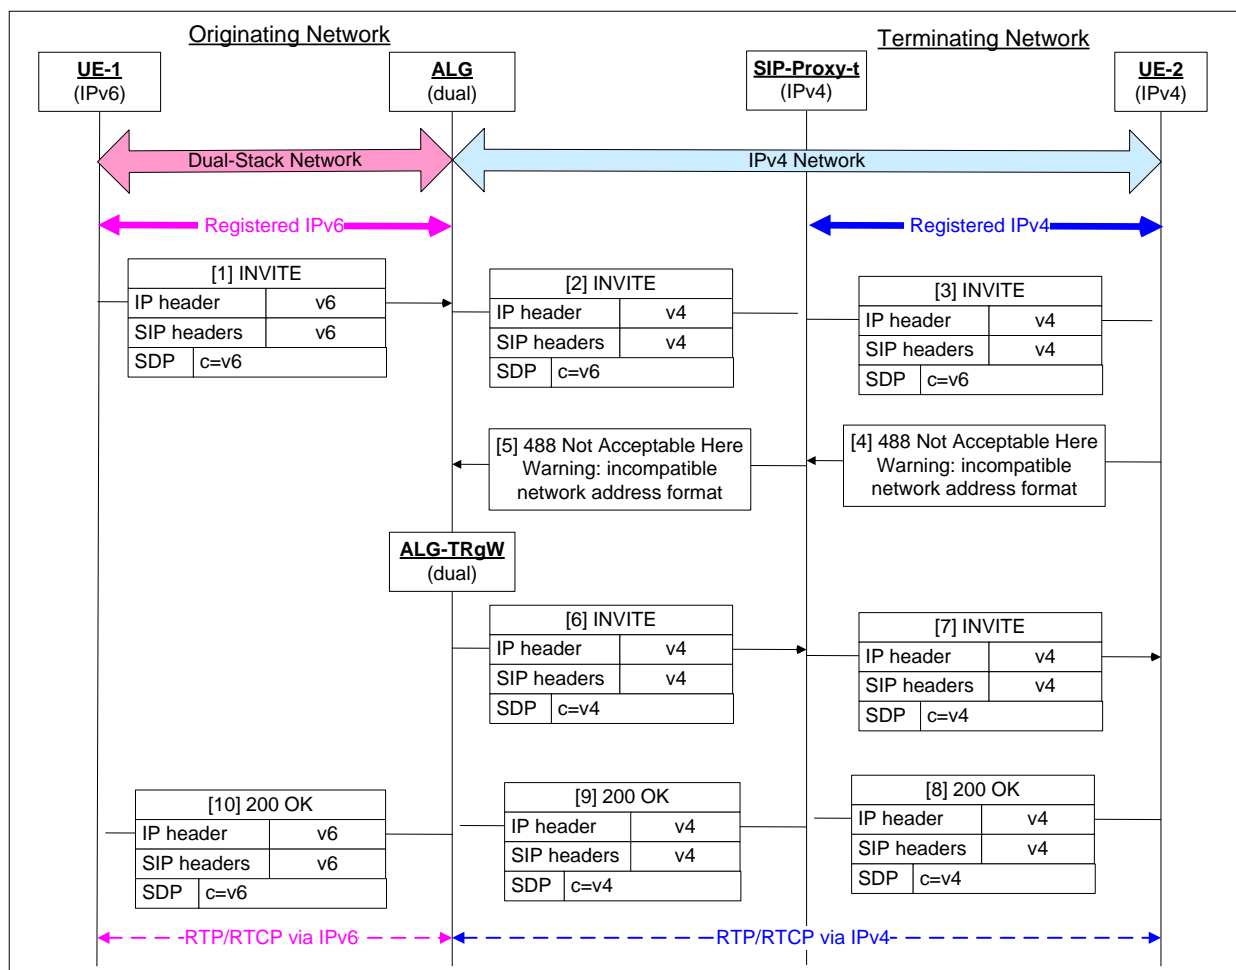 Originating Network
Terminating Network
UE-1
(IPv6)
ALG
(dual)
SIP-Proxy-t
(IPv4)
UE-2
(IPv4)
Dual-Stack Network
IPv4 Network
Registered IPv6
Registered IPv4
[1] INVITE
IP header v6
SIP headers v6
SDP c=v6
[2] INVITE
IP header v4
SIP headers v4
SDP c=v6
[3] INVITE
IP header v4
SIP headers v4
SDP c=v6
[5] 488 Not Acceptable Here
Warning: incompatible
network address format
[4] 488 Not Acceptable Here
Warning: incompatible
network address format
ALG-TRgW
(dual)
[6] INVITE
IP header v4
SIP headers v4
SDP c=v4
[7] INVITE
IP header v4
SIP headers v4
SDP c=v4
[10] 200 OK
IP header v6
SIP headers v6
SDP c=v6
[9] 200 OK
IP header v4
SIP headers v4
SDP c=v4
[8] 200 OK
IP header v4
SIP headers v4
SDP c=v4
RTP/RTCP via IPv6
RTP/RTCP via IPv4